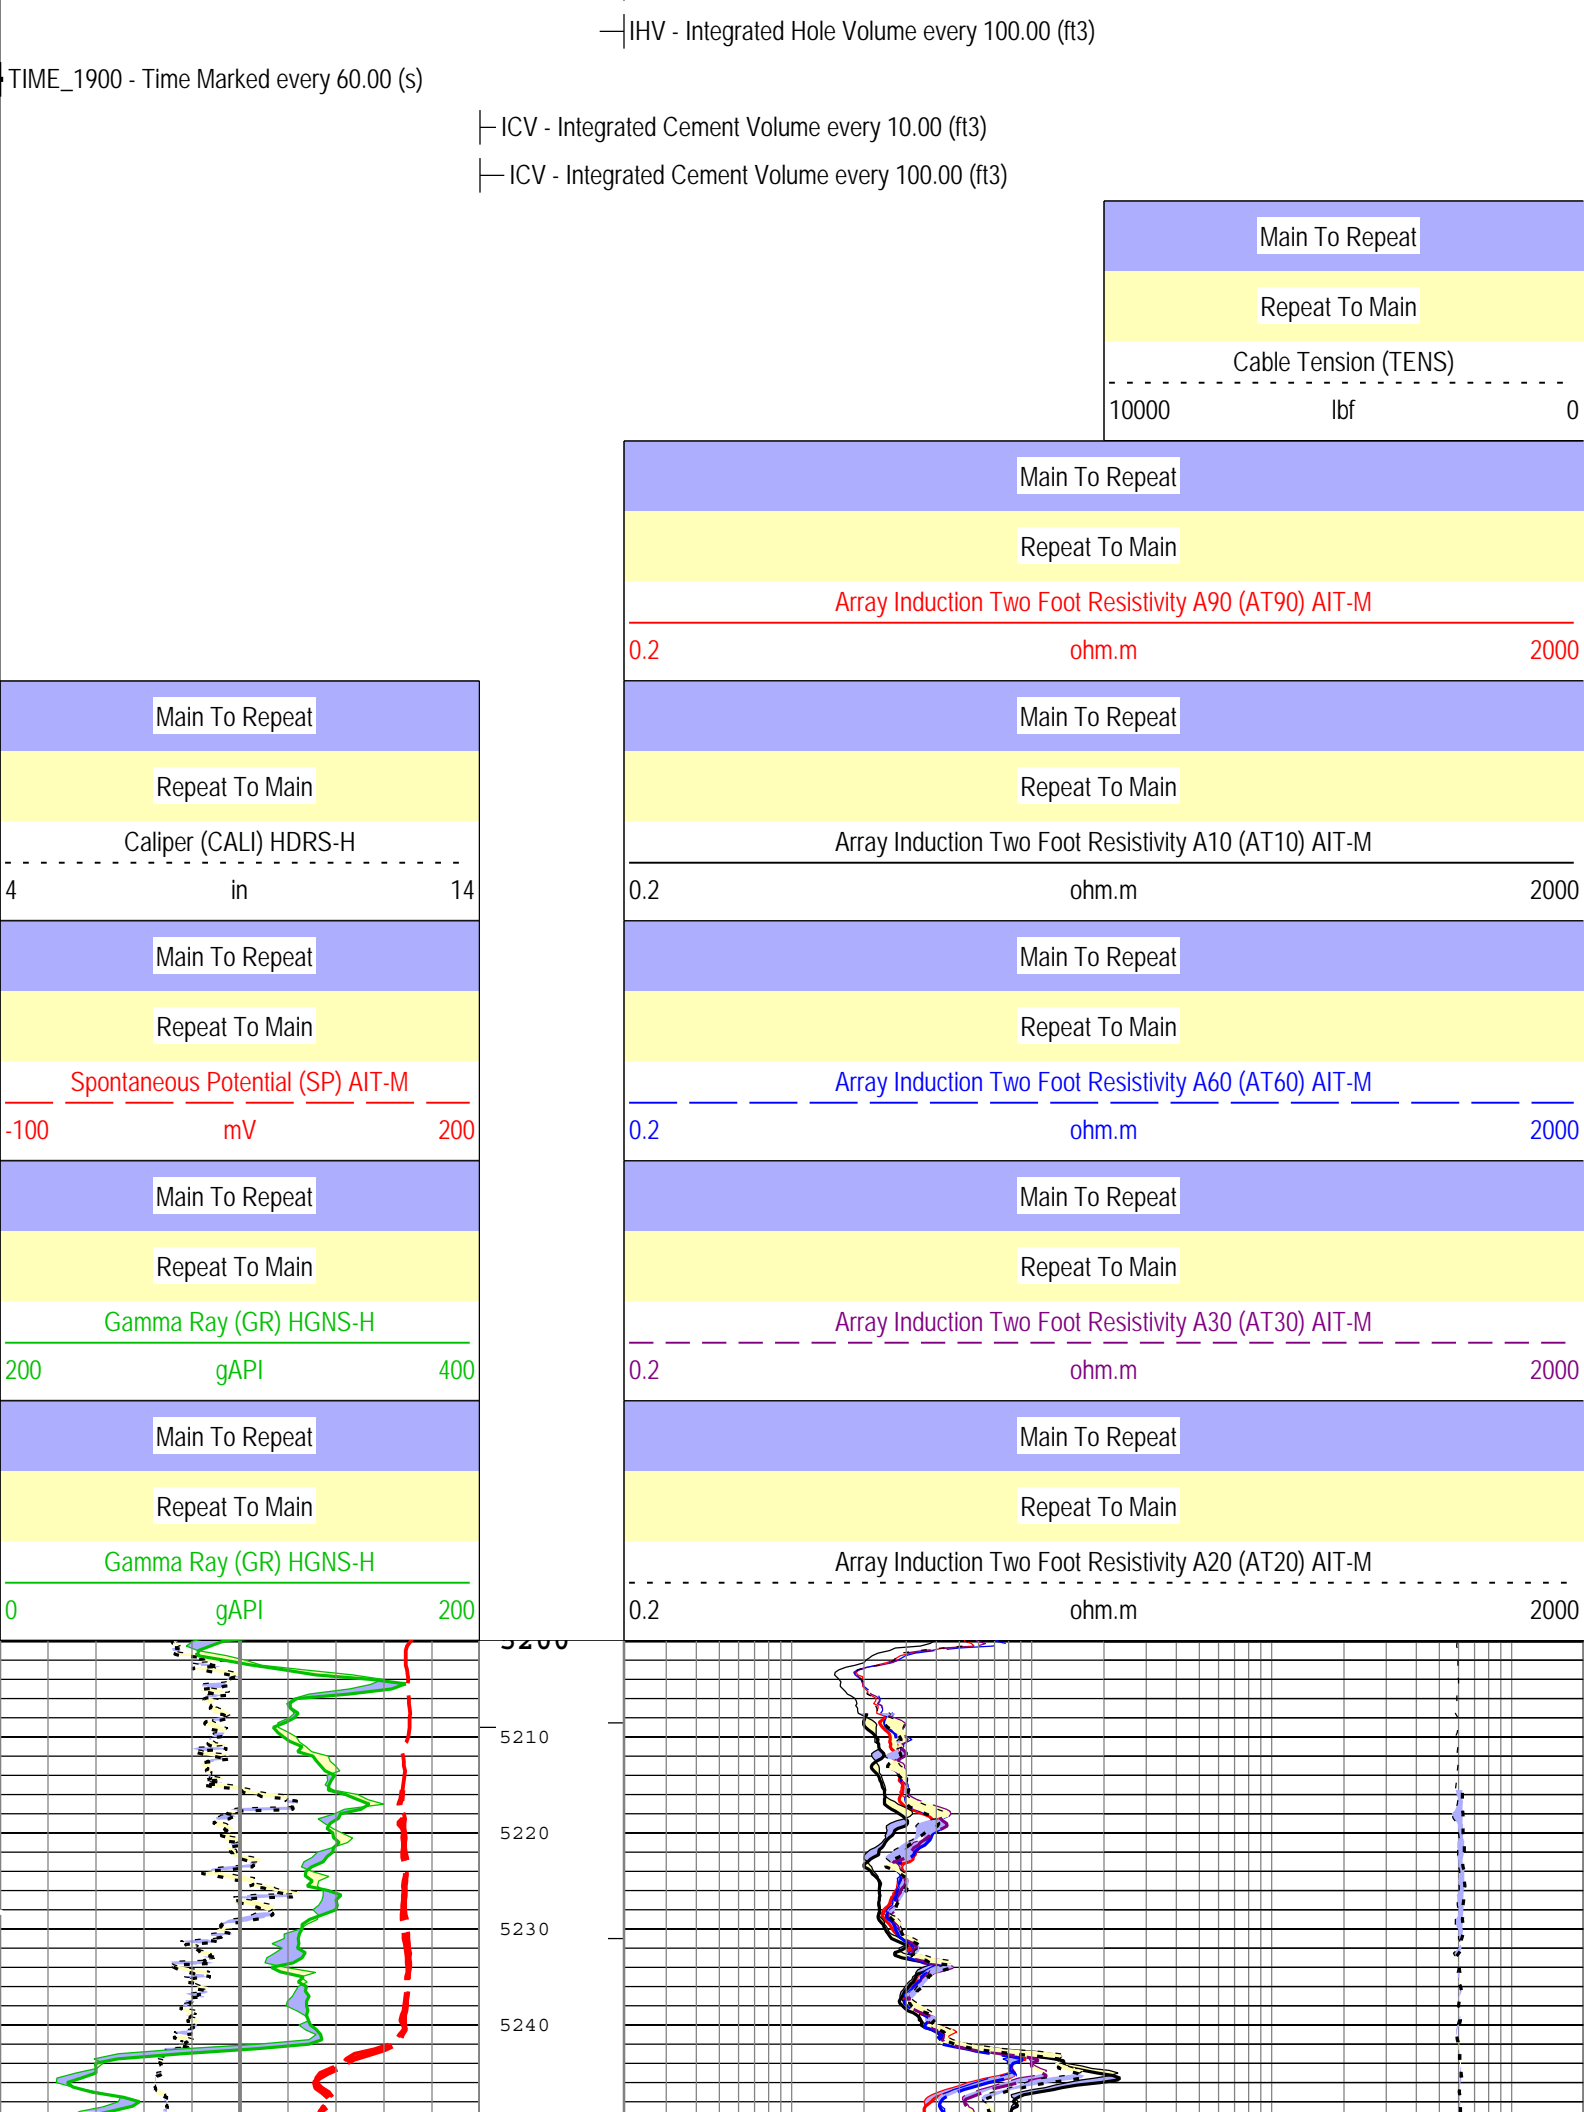 IHV - Integrated Hole Volume every 100.00 (ft3)
TIME_1900 - Time Marked every 60.00 (s)
ICV - Integrated Cement Volume every 10.00 (ft3)
ICV - Integrated Cement Volume every 100.00 (ft3)
Main To Repeat
Repeat To Main
Cable Tension (TENS)
10000 lbf 0
Main To Repeat
Repeat To Main
Array Induction Two Foot Resistivity A90 (AT90) AIT-M
0.2 ohm.m 2000
Main To Repeat Main To Repeat
Repeat To Main Repeat To Main
Caliper (CALI) HDRS-H Array Induction Two Foot Resistivity A10 (AT10) AIT-M
4 in 14 0.2 ohm.m 2000
Main To Repeat Main To Repeat
Repeat To Main Repeat To Main
Spontaneous Potential (SP) AIT-M Array Induction Two Foot Resistivity A60 (AT60) AIT-M
-100 mV 200 0.2 ohm.m 2000
Main To Repeat Main To Repeat
Repeat To Main Repeat To Main
Gamma Ray (GR) HGNS-H Array Induction Two Foot Resistivity A30 (AT30) AIT-M
200 gAPI 400 0.2 ohm.m 2000
Main To Repeat Main To Repeat
Repeat To Main Repeat To Main
Gamma Ray (GR) HGNS-H Array Induction Two Foot Resistivity A20 (AT20) AIT-M
0 gAPI 200 0.2 ohm.m 2000
5200
5210
5220
5230
5240